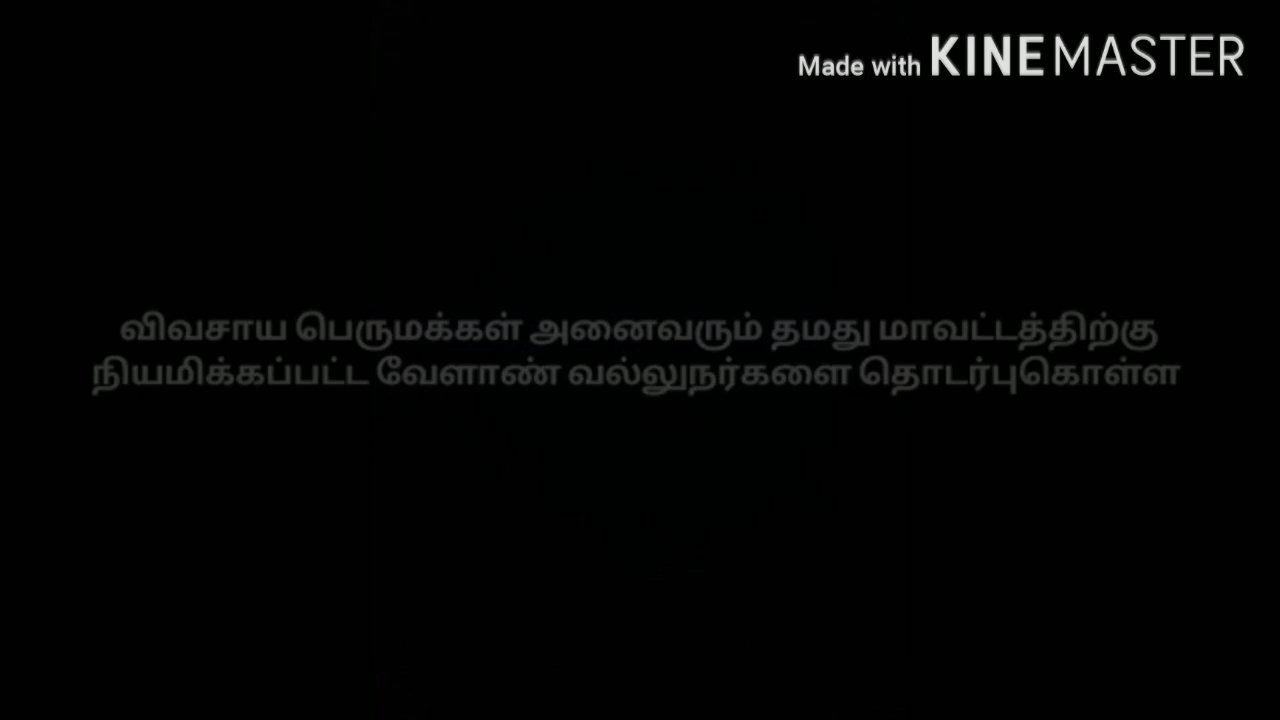 Made with KINEMASTER
விவசாய பெருமக்கள் அனைவரும் தமது மாவட்டத்திற்கு
நியமிக்கப்பட்ட வேளாண் வல்லுநர்களை தொடர்புகொள்ள